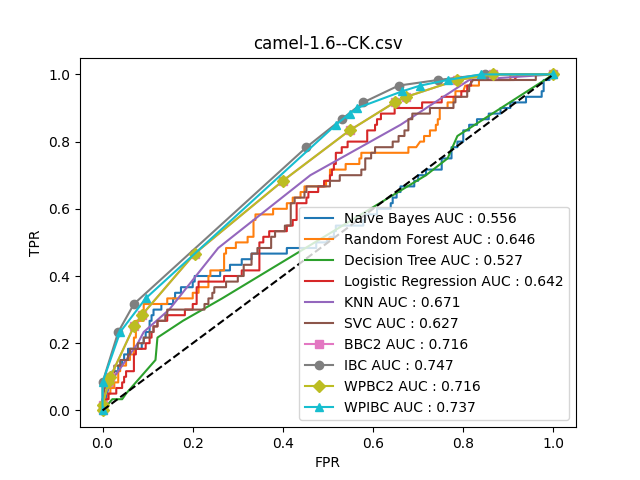 camel-1.6--CK.csv
1.0
0.8
0.6
0.4
0.2
0.0
TPR
Naive Bayes AUC : 0.556
Random Forest AUC : 0.646
Decision Tree AUC : 0.527
Logistic Regression AUC : 0.642
KNN AUC : 0.671
SVC AUC : 0.627
BBC2 AUC : 0.716
IBC AUC : 0.747
WPBC2 AUC : 0.716
WPIBC AUC : 0.737
0.0 0.2 0.4 0.6 0.8 1.0
FPR